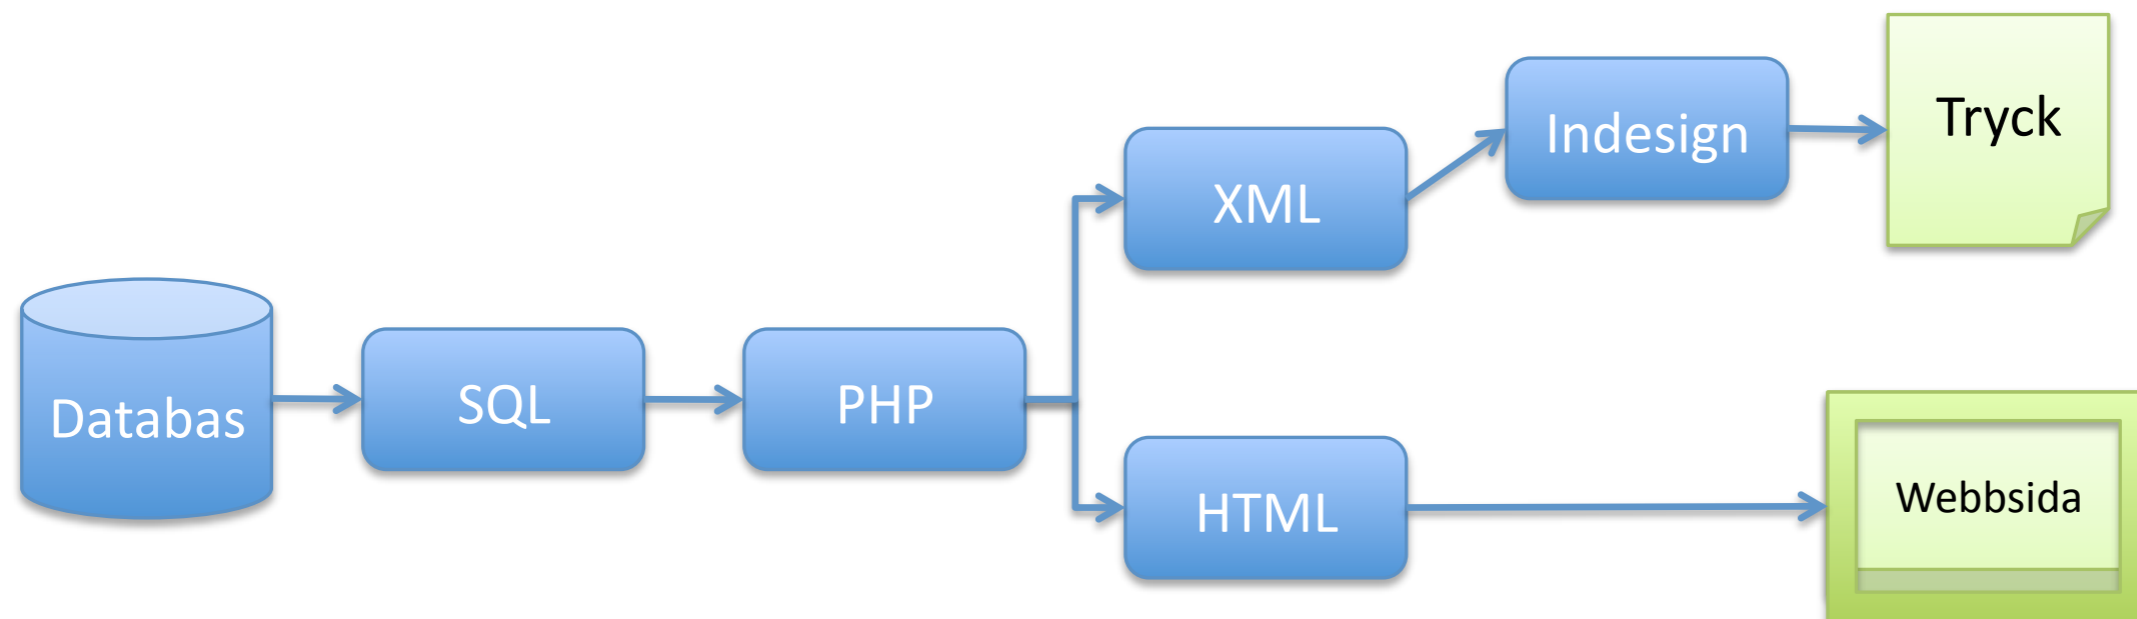 Databas
SQL
PHP
XML
Indesign
Tryck
HTML
Webbsida